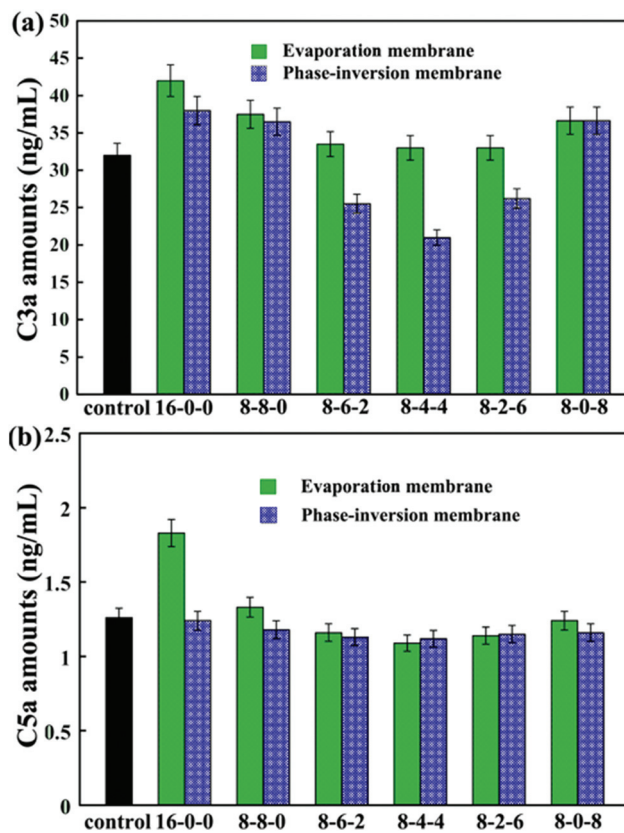 (a)
50
45
40
35
30
25
20
15
10
5
0
C3a amounts (ng/mL)
Evaporation membrane
Phase-inversion membrane
control 16-0-0 8-8-0 8-6-2 8-4-4 8-2-6 8-0-8
(b)
2.5
2
1.5
1
0.5
0
C5a amounts (ng/mL)
Evaporation membrane
Phase-inversion membrane
control 16-0-0 8-8-0 8-6-2 8-4-4 8-2-6 8-0-8